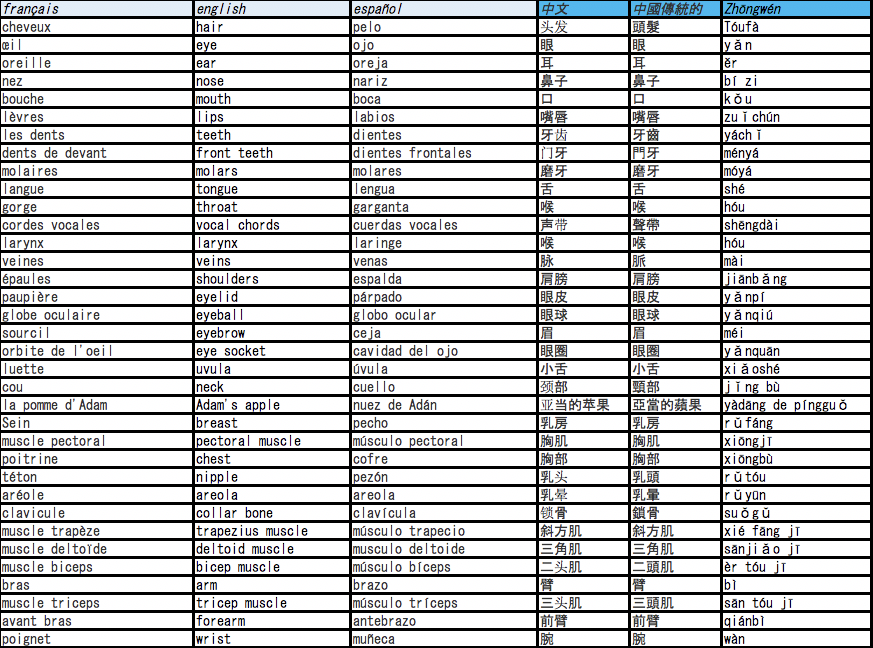 français english español 中文 中國傳統的 Zhōngwén
cheveux hair pelo 头发 頭髮 Tóufà
œil eye ojo 眼 眼 yǎn
oreille ear oreja 耳 耳 ěr
nez nose nariz 鼻子 鼻子 bí zi
bouche mouth boca 口 口 kǒu
lèvres lips labios 嘴唇 嘴唇 zuǐchún
les dents teeth dientes 牙齿 牙齒 yáchǐ
dents de devant front teeth dientes frontales 门牙 門牙 ményá
molaires molars molares 磨牙 磨牙 móyá
langue tongue lengua 舌 舌 shé
gorge throat garganta 喉 喉 hóu
cordes vocales vocal chords cuerdas vocales 声带 聲帶 shēngdài
larynx larynx laringe 喉 喉 hóu
veines veins venas 脉 脈 mài
épaules shoulders espalda 肩膀 肩膀 jiānbǎng
paupière eyelid párpado 眼皮 眼皮 yǎnpí
globe oculaire eyeball globo ocular 眼球 眼球 yǎnqiú
sourcil eyebrow ceja 眉 眉 méi
orbite de l'oeil eye socket cavidad del ojo 眼圈 眼圈 yǎnquān
luette uvula úvula 小舌 小舌 xiǎoshé
cou neck cuello 颈部 頸部 jǐng bù
la pomme d'Adam Adam's apple nuez de Adán 亚当的苹果 亞當的蘋果 yàdāng de píngguǒ
Sein breast pecho 乳房 乳房 rǔfáng
muscle pectoral pectoral muscle músculo pectoral 胸肌 胸肌 xiōngjī
poitrine chest cofre 胸部 胸部 xiōngbù
téton nipple pezón 乳头 乳頭 rǔtóu
aréole areola areola 乳晕 乳暈 rǔyūn
clavicule collar bone clavícula 锁骨 鎖骨 suǒgǔ
muscle trapèze trapezius muscle músculo trapecio 斜方肌 斜方肌 xié fāng jī
muscle deltoïde deltoid muscle musculo deltoide 三角肌 三角肌 sānjiǎo jī
muscle biceps bicep muscle músculo bíceps 二头肌 二頭肌 èr tóu jī
bras arm brazo 臂 臂 bì
muscle triceps tricep muscle músculo tríceps 三头肌 三頭肌 sān tóu jī
avant bras forearm antebrazo 前臂 前臂 qiánbì
poignet wrist muñeca 腕 腕 wàn